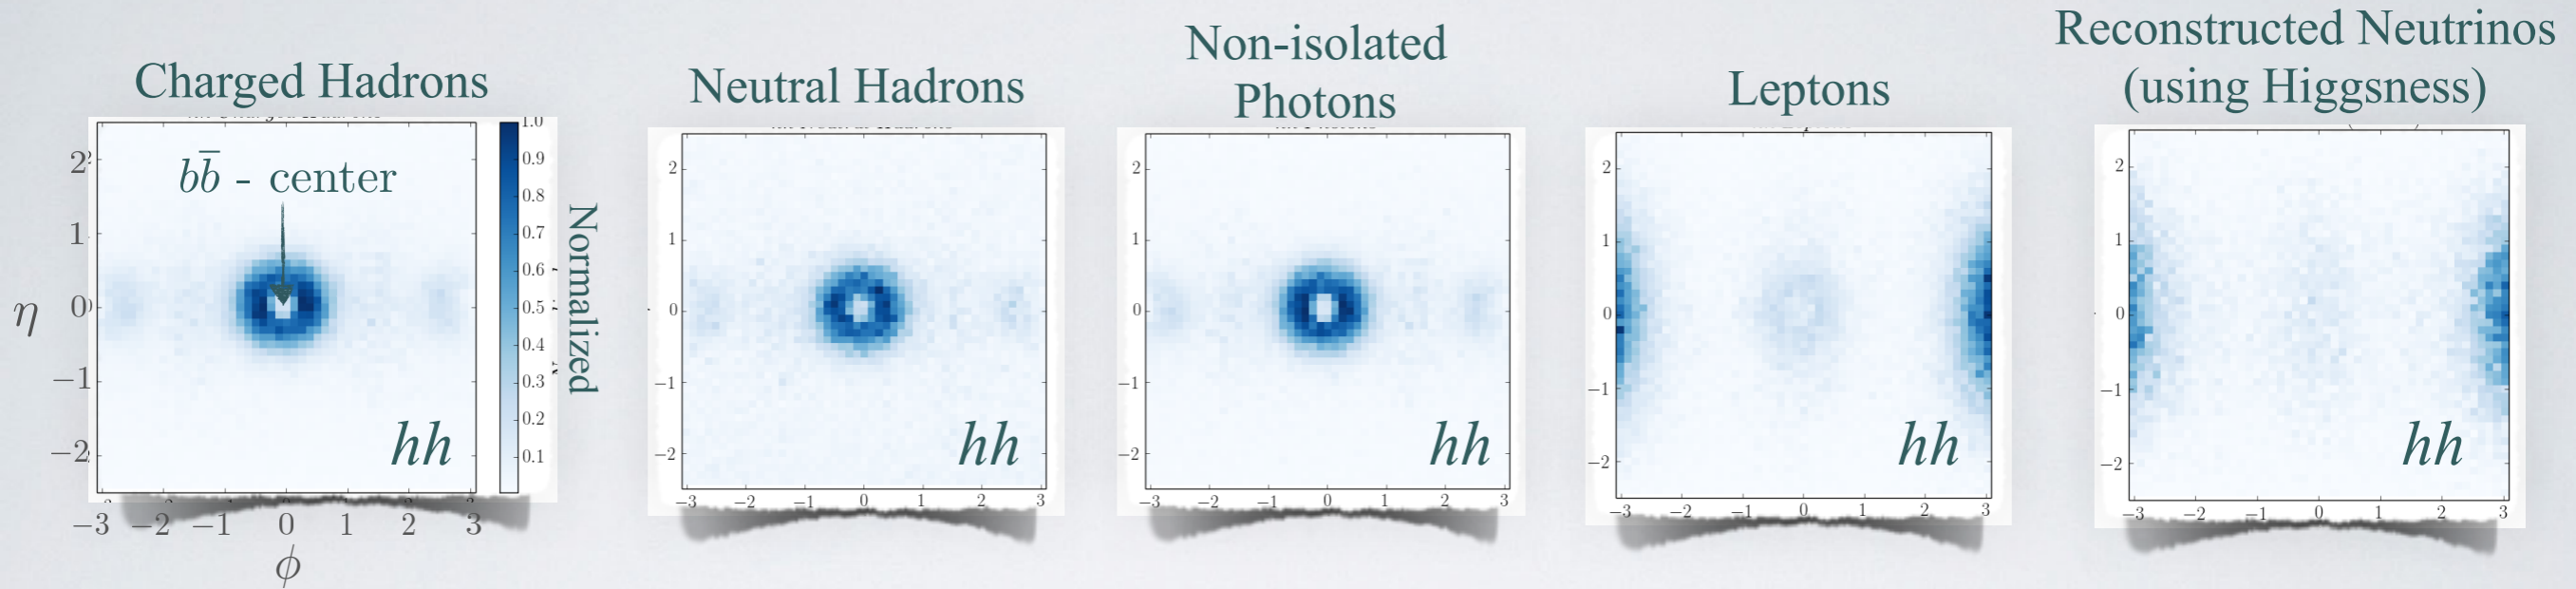 Charged Hadrons
Neutral Hadrons
Non-isolated
Photons
Leptons
Reconstructed Neutrinos
(using Higgsness)
bb̅ - center
2
1
0
−1
−2
η
−3 −2 −1 0 1 2 3
ϕ
hh
1.0
0.9
0.8
0.7
0.6
0.5
0.4
0.3
0.2
0.1
Normalized
2
1
0
−1
−2
−3 −2 −1 0 1 2 3
hh
2
1
0
−1
−2
−3 −2 −1 0 1 2 3
hh
2
1
0
−1
−2
−3 −2 −1 0 1 2 3
hh
2
1
0
−1
−2
−3 −2 −1 0 1 2 3
hh